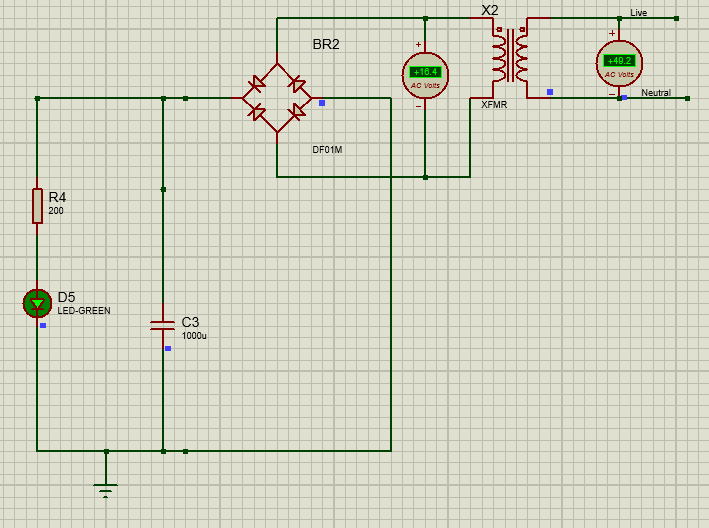 X2
Live
BR2
+
+16.4
AC Volts
−
+
+49.2
AC Volts
−
Neutral
XFMR
DF01M
R4
200
D5
LED-GREEN
C3
1000u